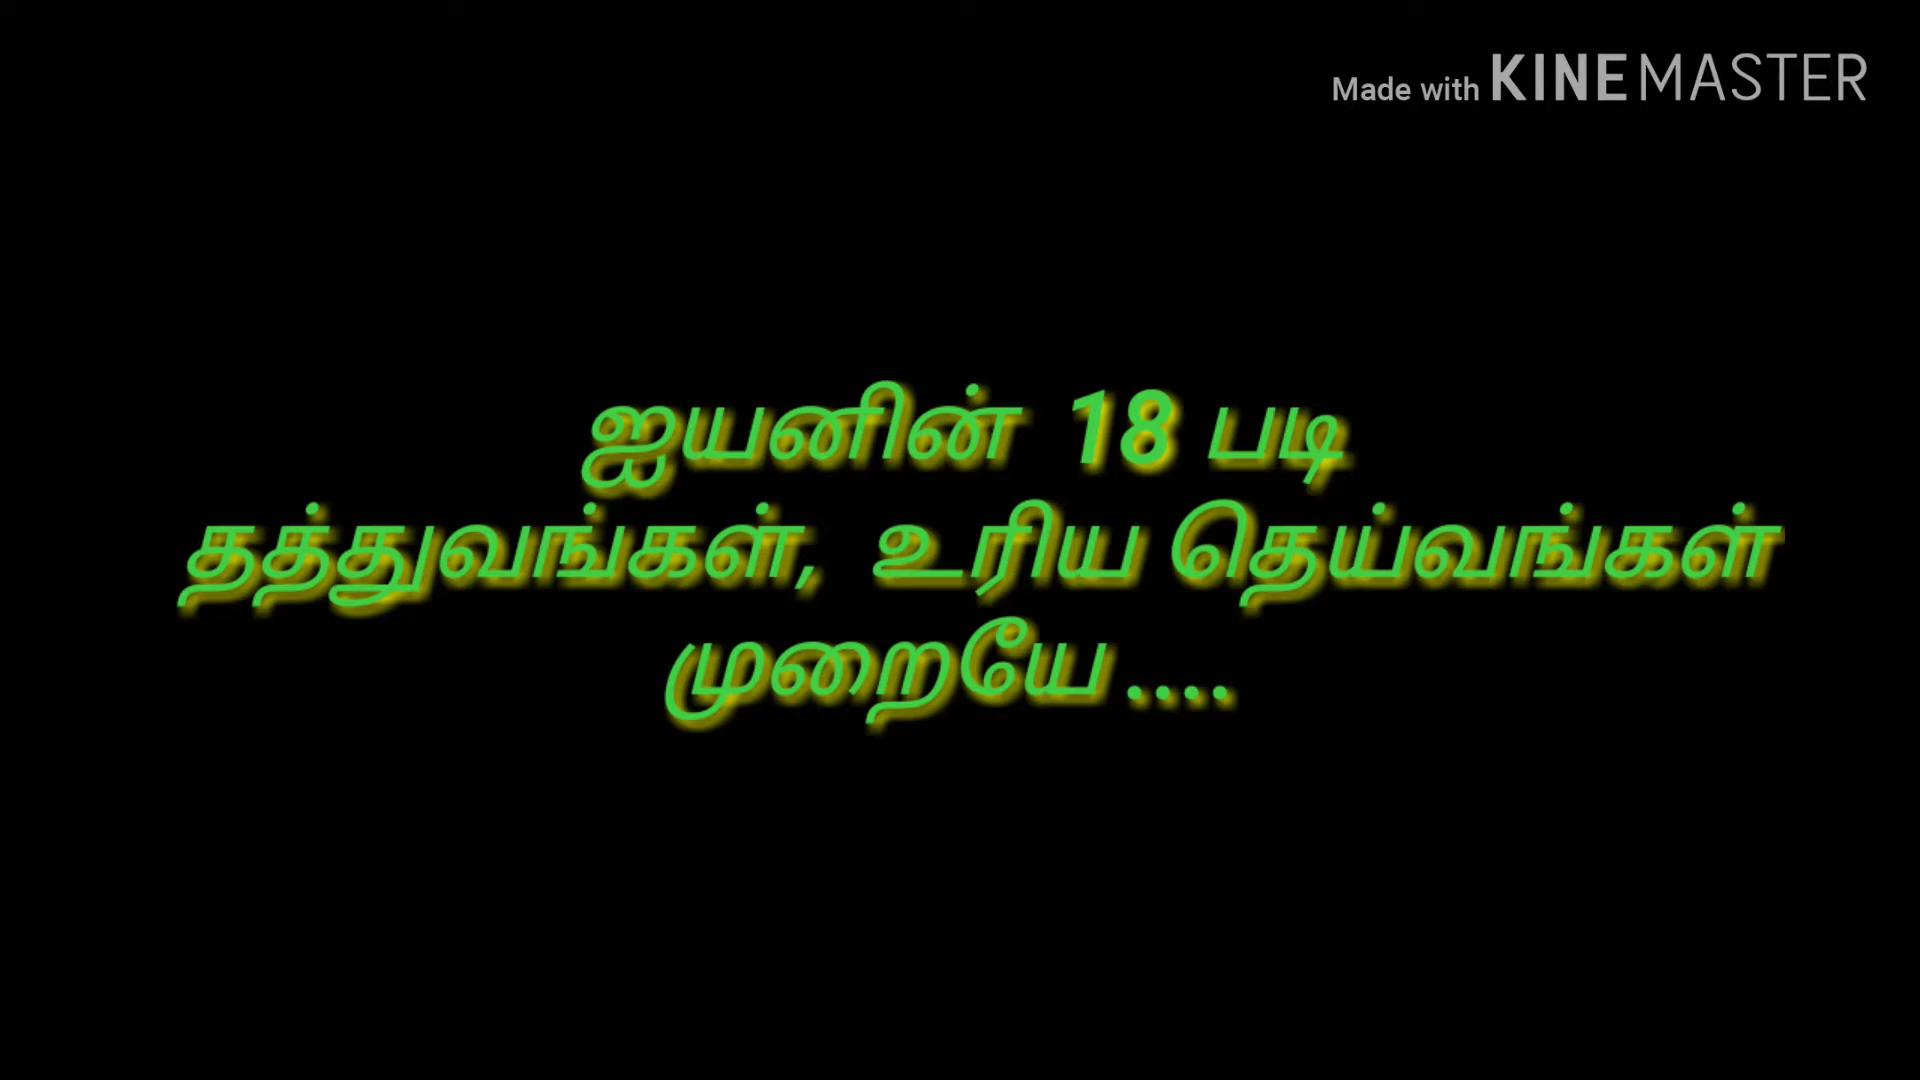 Made with KINEMASTER
ஐயனின் 18 படி
தத்துவங்கள், உரிய தெய்வங்கள்
முறையே ....